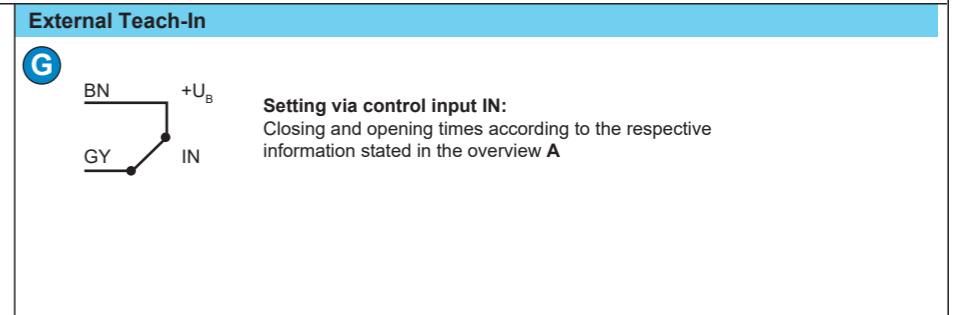 External Teach-In
G
BN +U_B
GY IN
Setting via control input IN:
Closing and opening times according to the respective
information stated in the overview A